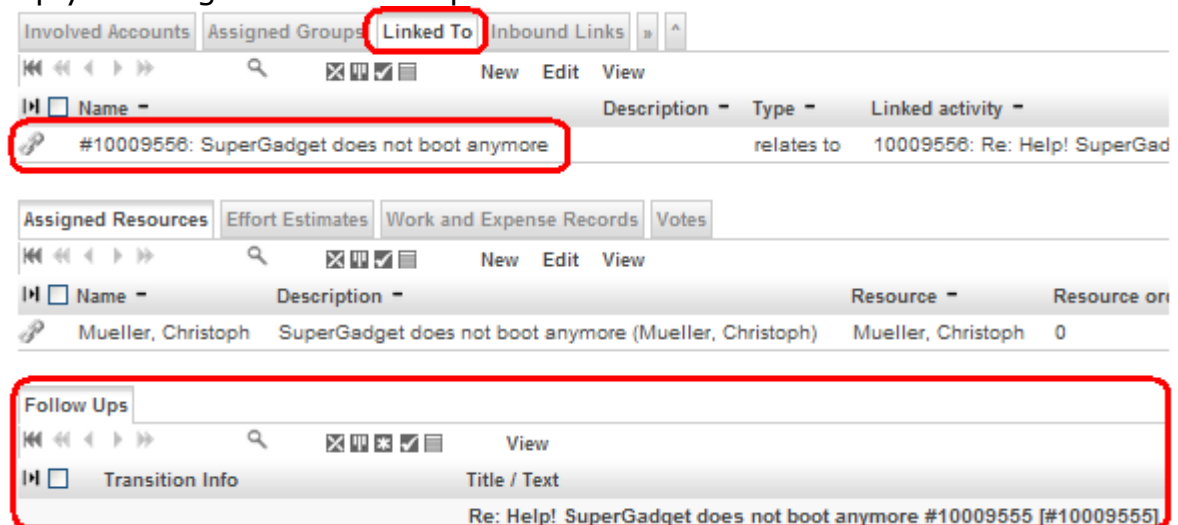 Involved Accounts Assigned Groups Linked To Inbound Links » ^
New Edit View
Name Description Type Linked activity
#10009556: SuperGadget does not boot anymore relates to 10009556: Re: Help! SuperGad
Assigned Resources Effort Estimates Work and Expense Records Votes
New Edit View
Name Description Resource Resource or
Mueller, Christoph SuperGadget does not boot anymore (Mueller, Christoph) Mueller, Christoph 0
Follow Ups
View
Transition Info Title / Text
Re: Help! SuperGadget does not boot anymore #10009555 [#10009555]